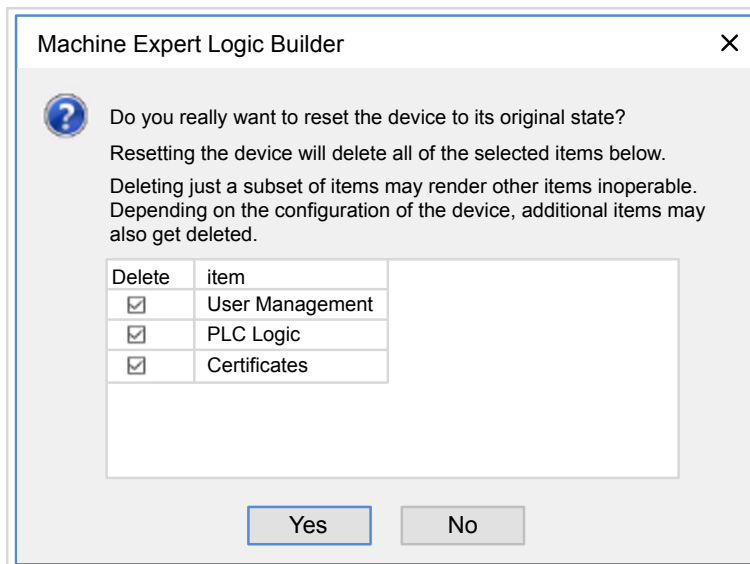 Machine Expert Logic Builder
Do you really want to reset the device to its original state?
Resetting the device will delete all of the selected items below.
Deleting just a subset of items may render other items inoperable.
Depending on the configuration of the device, additional items may
also get deleted.
Delete item
User Management
PLC Logic
Certificates
Yes No